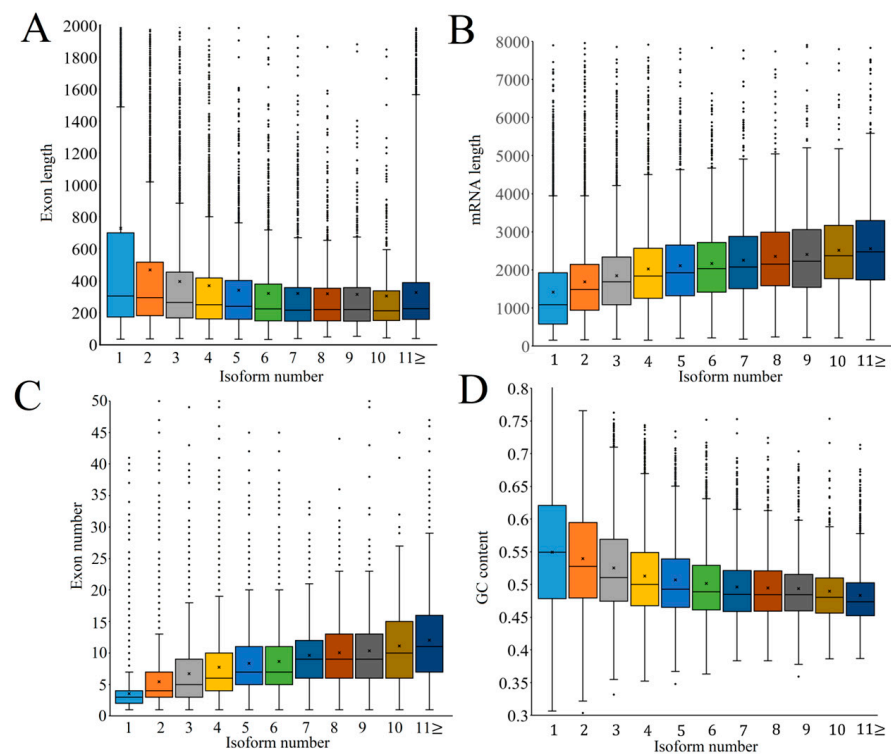 A
Exon length
2000
1800
1600
1400
1200
1000
800
600
400
200
0
1 2 3 4 5 6 7 8 9 10 11≥
Isoform number
B
mRNA length
8000
7000
6000
5000
4000
3000
2000
1000
0
1 2 3 4 5 6 7 8 9 10 11≥
Isoform number
C
Exon number
50
45
40
35
30
25
20
15
10
5
0
1 2 3 4 5 6 7 8 9 10 11≥
Isoform number
D
GC content
0.8
0.75
0.7
0.65
0.6
0.55
0.5
0.45
0.4
0.35
0.3
1 2 3 4 5 6 7 8 9 10 11≥
Isoform number